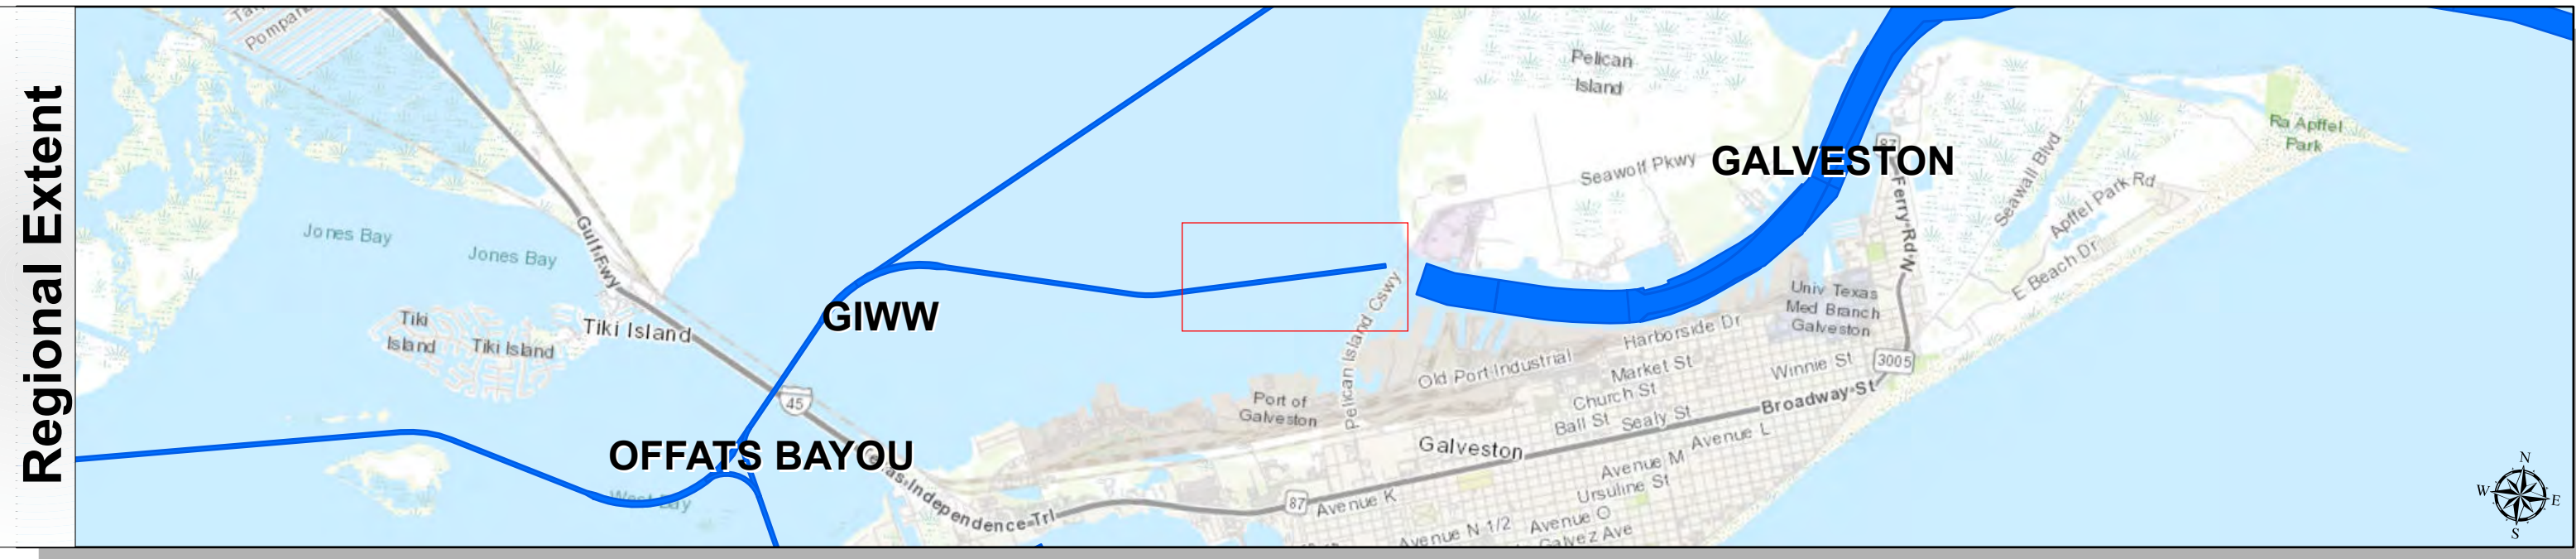 Regional Extent
Pompano
Pelican
Island
Ra Apffel
Park
87
GALVESTON
Seawolf Pkwy
Seawall Blvd
Apffel Park Rd
E Beach Dr
Ferry Rd N
Jones Bay
Jones Bay
Gulf Fwy
Tiki
Island
Tiki Island
Tiki Island
GIWW
45
Pelican Island Cswy
Univ Texas
Med Branch
Galveston
Harborside Dr
Old Port Industrial
Market St
Church St
Ball St
Sealy St
Winnie St
3005
Broadway St
Port of
Galveston
Galveston
Avenue L
Avenue M
Ursuline St
OFFATS BAYOU
West Bay
Texas Independence Trl
87
Avenue K
Avenue N 1/2
Avenue O
Galvez Ave
N
W
E
S